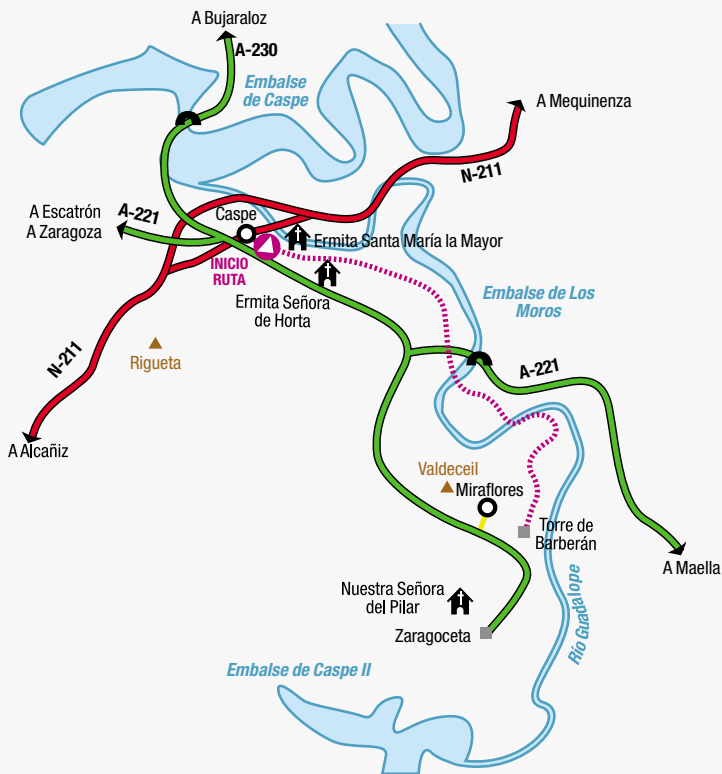 A Bujaraloz
A-230
Embalse
de Caspe
A Mequinenza
N-211
A Escatrón
A Zaragoza
A-221
Caspe
Ermita Santa María la Mayor
INICIO
RUTA
Ermita Señora
de Horta
Embalse de Los
Moros
N-211
Rigueta
A-221
A Alcañiz
Valdeceil
Miraflores
Torre de
Barberán
A Maella
Nuestra Señora
del Pilar
Río Guadalope
Zaragoceta
Embalse de Caspe II